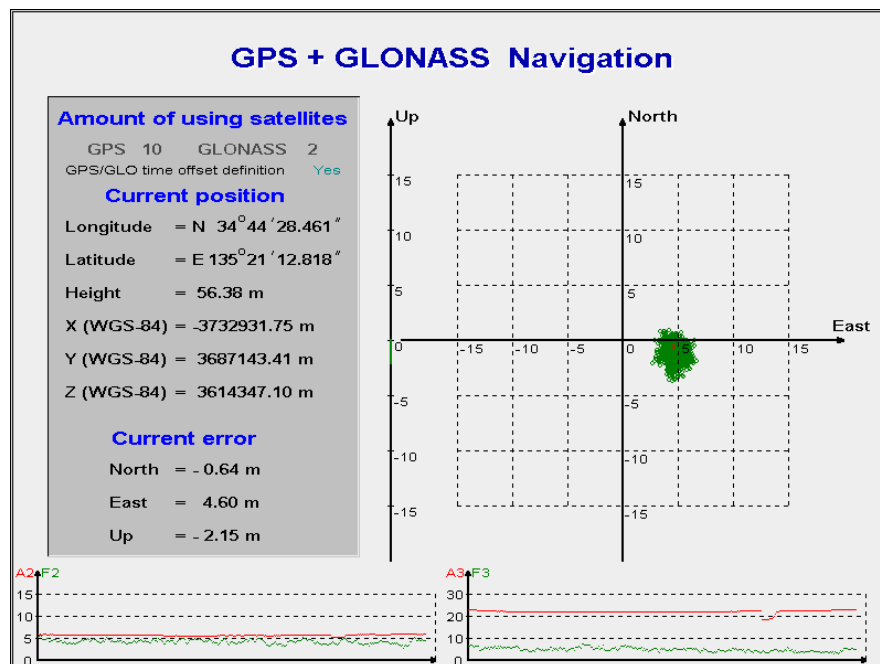 GPS + GLONASS Navigation
Amount of using satellites
GPS 10 GLONASS 2
GPS/GLO time offset definition Yes
Current position
Longitude = N 34°44′28.461″
Latitude = E 135°21′12.818″
Height = 56.38 m
X (WGS-84) = -3732931.75 m
Y (WGS-84) = 3687143.41 m
Z (WGS-84) = 3614347.10 m
Current error
North = - 0.64 m
East = 4.60 m
Up = - 2.15 m
Up
15
10
5
0
-5
-10
-15
North
15
10
5
East
-15 -10 -5 0 5 10 15
-5
-10
-15
A2 F2
15
10
5
0
A3 F3
30
20
10
0